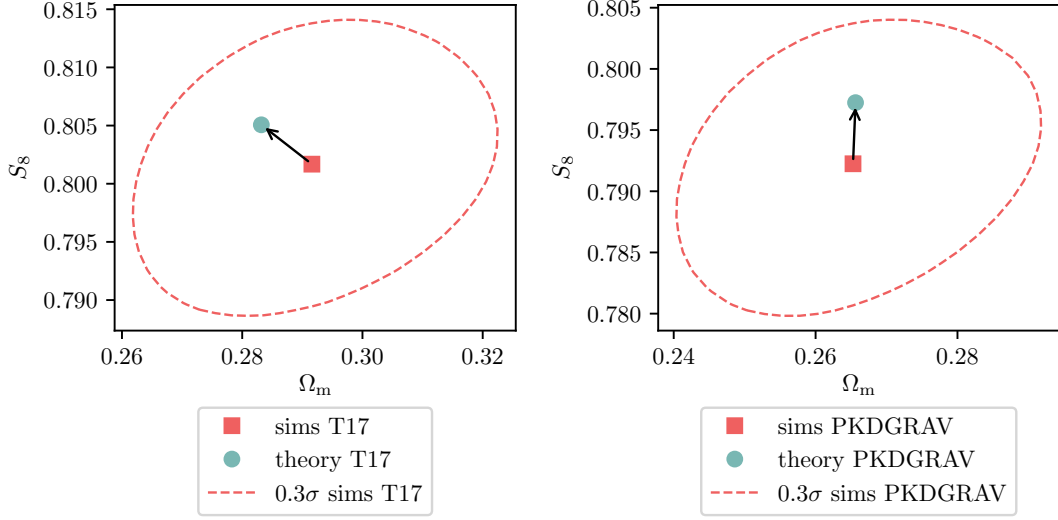 0.815
0.810
0.805
0.800
0.795
0.790
S8
0.26
0.28
0.30
0.32
Ωm
sims T17
theory T17
0.3σ sims T17
0.805
0.800
0.795
0.790
0.785
0.780
S8
0.24
0.26
0.28
Ωm
sims PKDGRAV
theory PKDGRAV
0.3σ sims PKDGRAV